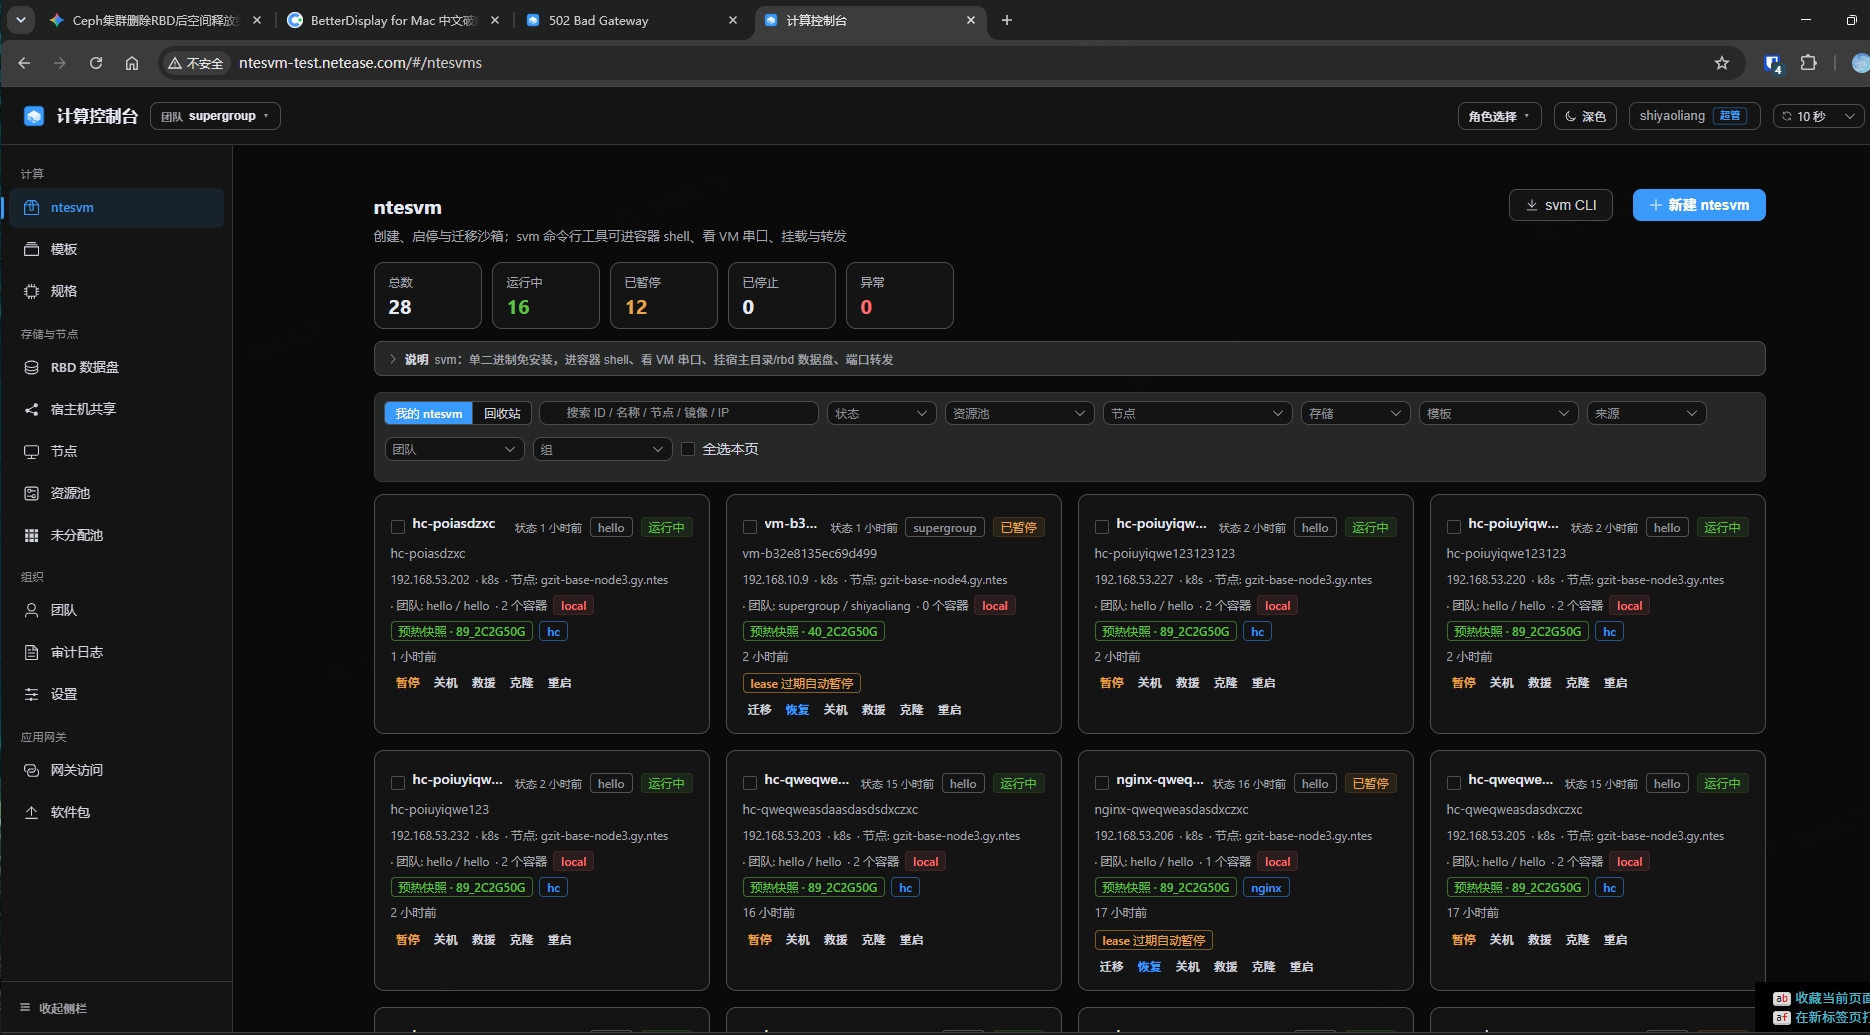 Ceph集群删除RBD后空间释放
BetterDisplay for Mac 中文破
502 Bad Gateway
计算控制台
不安全 ntesvm-test.netease.com/#/ntesvms
4
计算控制台 团队 supergroup
角色选择 深色 shiyaoliang 超管 10 秒
计算
ntesvm
模板
规格
存储与节点
RBD 数据盘
宿主机共享
节点
资源池
未分配池
组织
团队
审计日志
设置
应用网关
网关访问
软件包
收起侧栏
ntesvm
svm CLI
+ 新建 ntesvm
创建、启停与迁移沙箱；svm 命令行工具可进容器 shell、看 VM 串口、挂载与转发
总数 28
运行中 16
已暂停 12
已停止 0
异常 0
说明 svm：单二进制免安装，进容器 shell、看 VM 串口、挂宿主目录/rbd 数据盘、端口转发
我的 ntesvm 回收站 搜索 ID / 名称 / 节点 / 镜像 / IP 状态 资源池 节点 存储 模板 来源
团队 组 全选本页
hc-poiasdzxc 状态 1 小时前 hello 运行中
hc-poiasdzxc
192.168.53.202 · k8s · 节点: gzit-base-node3.gy.ntes
· 团队: hello / hello · 2 个容器 local
预热快照 · 89_2C2G50G hc
1 小时前
暂停 关机 救援 克隆 重启
vm-b3... 状态 1 小时前 supergroup 已暂停
vm-b32e8135ec69d499
192.168.10.9 · k8s · 节点: gzit-base-node4.gy.ntes
· 团队: supergroup / shiyaoliang · 0 个容器 local
预热快照 · 40_2C2G50G
2 小时前
lease 过期自动暂停
迁移 恢复 关机 救援 克隆 重启
hc-poiuyiqw... 状态 2 小时前 hello 运行中
hc-poiuyiqwe123123123
192.168.53.227 · k8s · 节点: gzit-base-node3.gy.ntes
· 团队: hello / hello · 2 个容器 local
预热快照 · 89_2C2G50G hc
2 小时前
暂停 关机 救援 克隆 重启
hc-poiuyiqw... 状态 2 小时前 hello 运行中
hc-poiuyiqwe123123
192.168.53.220 · k8s · 节点: gzit-base-node3.gy.ntes
· 团队: hello / hello · 2 个容器 local
预热快照 · 89_2C2G50G hc
2 小时前
暂停 关机 救援 克隆 重启
hc-poiuyiqw... 状态 2 小时前 hello 运行中
hc-poiuyiqwe123
192.168.53.232 · k8s · 节点: gzit-base-node3.gy.ntes
· 团队: hello / hello · 2 个容器 local
预热快照 · 89_2C2G50G hc
2 小时前
暂停 关机 救援 克隆 重启
hc-qweqwe... 状态 15 小时前 hello 运行中
hc-qweqweasdaasdasdsdxczxc
192.168.53.203 · k8s · 节点: gzit-base-node3.gy.ntes
· 团队: hello / hello · 2 个容器 local
预热快照 · 89_2C2G50G hc
16 小时前
暂停 关机 救援 克隆 重启
nginx-qweq... 状态 16 小时前 hello 已暂停
nginx-qweqweasdasdxczxc
192.168.53.206 · k8s · 节点: gzit-base-node3.gy.ntes
· 团队: hello / hello · 1 个容器 local
预热快照 · 89_2C2G50G nginx
17 小时前
lease 过期自动暂停
迁移 恢复 关机 救援 克隆 重启
hc-qweqwe... 状态 15 小时前 hello 运行中
hc-qweqweasdasdxczxc
192.168.53.205 · k8s · 节点: gzit-base-node3.gy.ntes
· 团队: hello / hello · 2 个容器 local
预热快照 · 89_2C2G50G hc
17 小时前
暂停 关机 救援 克隆 重启
ab 收藏当前页面
af 在新标签页打